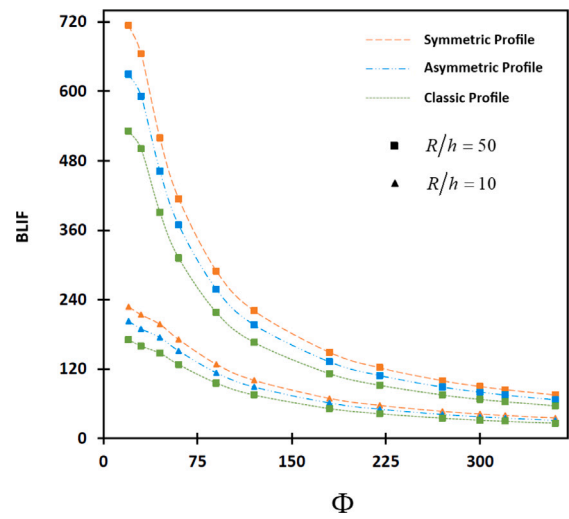 720
600
480
360
240
120
0
BLIF
Symmetric Profile
Asymmetric Profile
Classic Profile
R/h = 50
R/h = 10
0 75 150 225 300
Φ